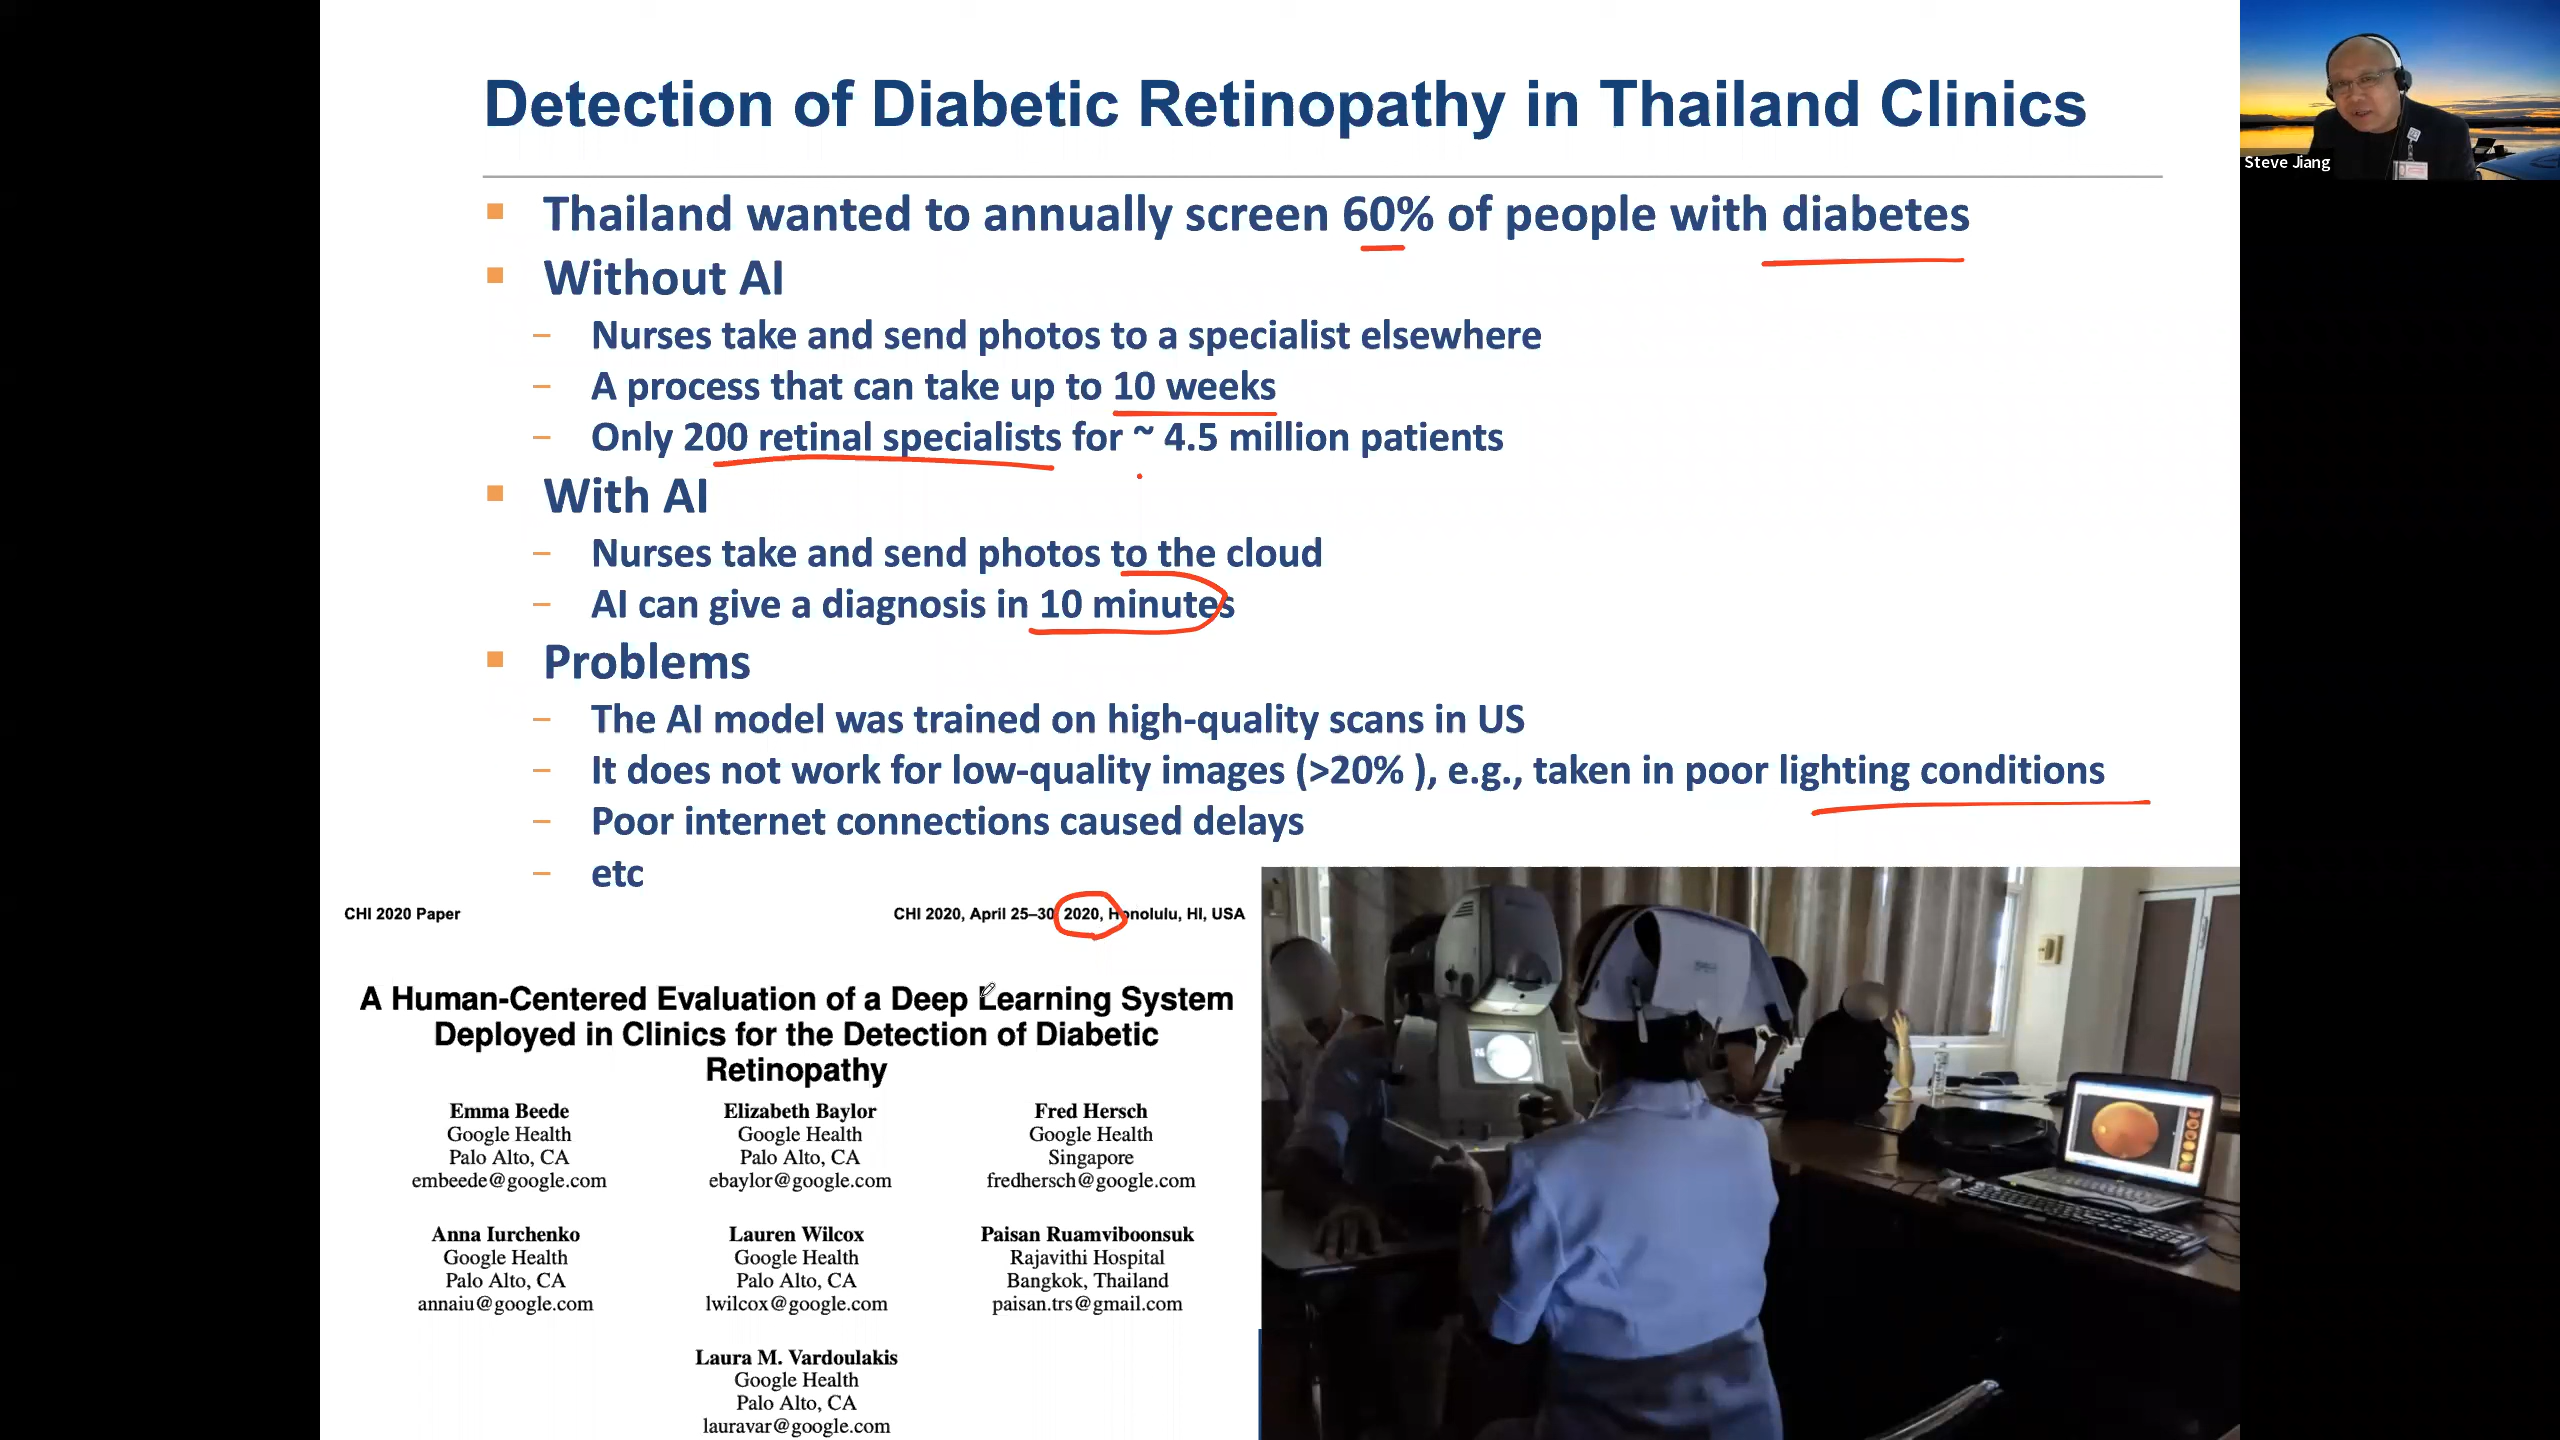 Detection of Diabetic Retinopathy in Thailand Clinics
Steve Jiang
▪ Thailand wanted to annually screen 60% of people with diabetes
▪ Without AI
– Nurses take and send photos to a specialist elsewhere
– A process that can take up to 10 weeks
– Only 200 retinal specialists for ~ 4.5 million patients
▪ With AI
– Nurses take and send photos to the cloud
– AI can give a diagnosis in 10 minutes
▪ Problems
– The AI model was trained on high-quality scans in US
– It does not work for low-quality images (>20% ), e.g., taken in poor lighting conditions
– Poor internet connections caused delays
– etc
CHI 2020 Paper
CHI 2020, April 25–30, 2020, Honolulu, HI, USA
A Human-Centered Evaluation of a Deep Learning System
Deployed in Clinics for the Detection of Diabetic
Retinopathy
Emma Beede
Google Health
Palo Alto, CA
embeede@google.com
Elizabeth Baylor
Google Health
Palo Alto, CA
ebaylor@google.com
Fred Hersch
Google Health
Singapore
fredhersch@google.com
Anna Iurchenko
Google Health
Palo Alto, CA
annaiu@google.com
Lauren Wilcox
Google Health
Palo Alto, CA
lwilcox@google.com
Paisan Ruamviboonsuk
Rajavithi Hospital
Bangkok, Thailand
paisan.trs@gmail.com
Laura M. Vardoulakis
Google Health
Palo Alto, CA
lauravar@google.com